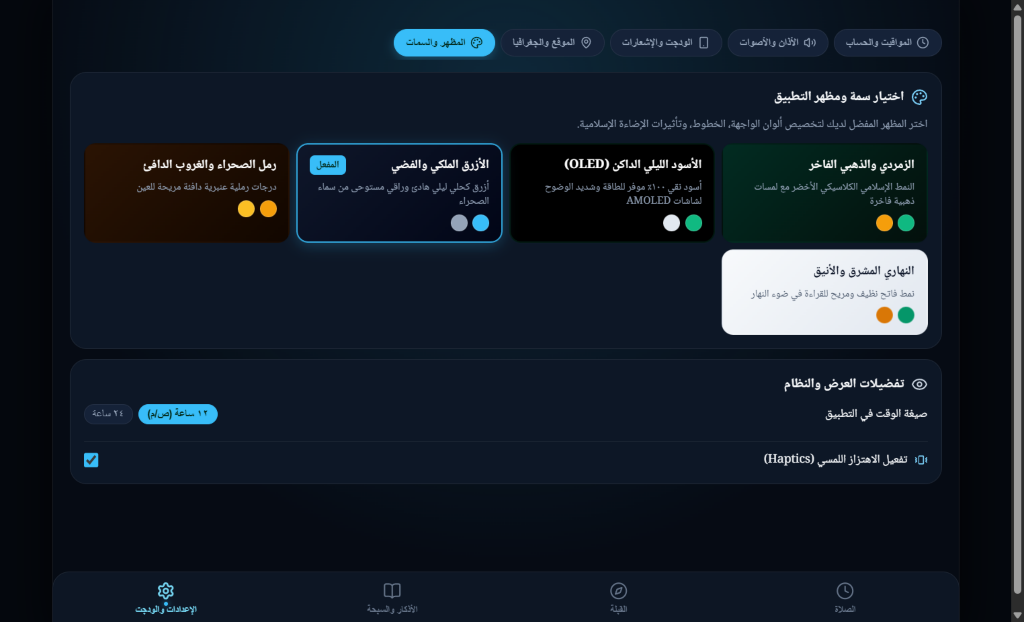 المواقيت والحساب
الأذان والأصوات
الودجت والإشعارات
الموقع والجغرافيا
المظهر والسمات
اختيار سمة ومظهر التطبيق
اختر المظهر المفضل لديك لتخصيص ألوان الواجهة، الخطوط، وتأثيرات الإضاءة الإسلامية.
الزمردي والذهبي الفاخر
النمط الإسلامي الكلاسيكي الأخضر مع لمسات
ذهبية فاخرة
الأسود الليلي الداكن (OLED)
أسود نقي ١٠٠٪ موفر للطاقة وشديد الوضوح
لشاشات AMOLED
الأزرق الملكي والفضي
المفعل
أزرق كحلي ليلي هادئ وراقي مستوحى من سماء
الصحراء
رمل الصحراء والغروب الدافئ
درجات رملية عنبرية دافئة مريحة للعين
النهاري المشرق والأنيق
نمط فاتح نظيف ومريح للقراءة في ضوء النهار
تفضيلات العرض والنظام
صيغة الوقت في التطبيق
١٢ ساعة (ص/م)
٢٤ ساعة
تفعيل الاهتزاز اللمسي (Haptics)
الصلاة
القبلة
الأذكار والسبحة
الإعدادات والودجت